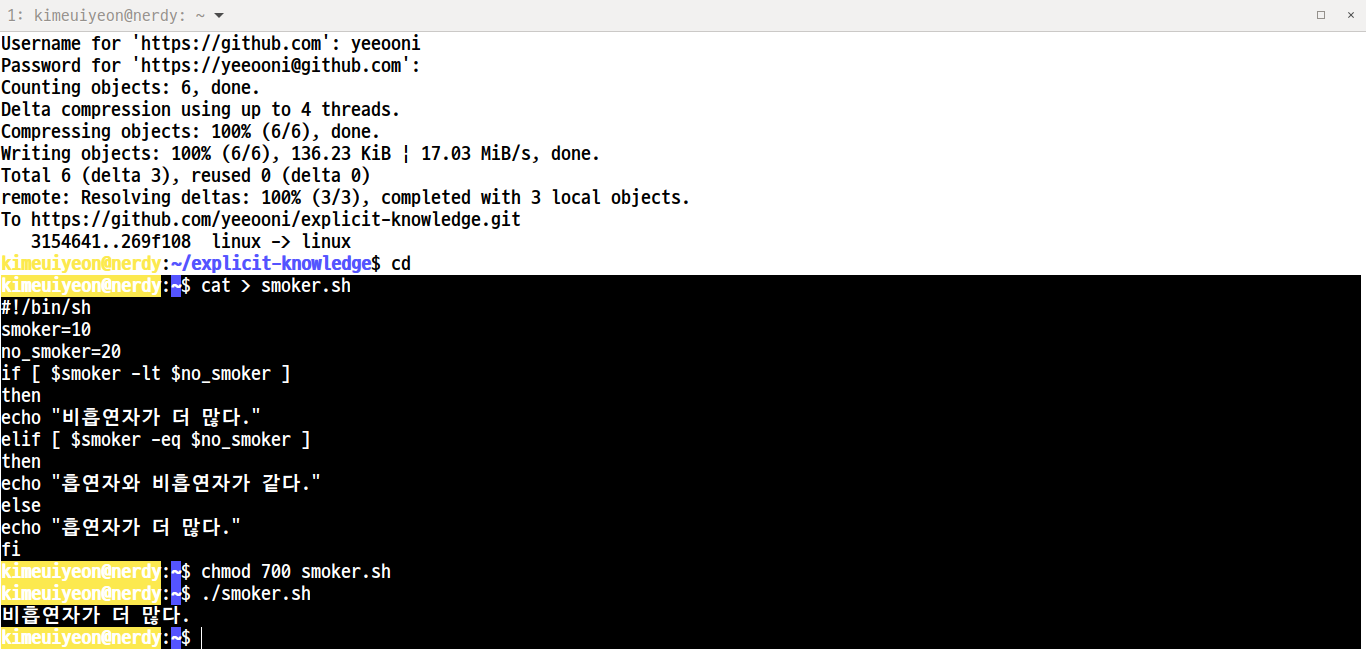 1: kimeuiyeon@nerdy: ~
Username for 'https://github.com': yeeooni
Password for 'https://yeeooni@github.com':
Counting objects: 6, done.
Delta compression using up to 4 threads.
Compressing objects: 100% (6/6), done.
Writing objects: 100% (6/6), 136.23 KiB ¦ 17.03 MiB/s, done.
Total 6 (delta 3), reused 0 (delta 0)
remote: Resolving deltas: 100% (3/3), completed with 3 local objects.
To https://github.com/yeeooni/explicit-knowledge.git
   3154641..269f108  linux -> linux
kimeuiyeon@nerdy:~/explicit-knowledge$ cd
kimeuiyeon@nerdy:~$ cat > smoker.sh
#!/bin/sh
smoker=10
no_smoker=20
if [ $smoker -lt $no_smoker ]
then
echo "비흡연자가 더 많다."
elif [ $smoker -eq $no_smoker ]
then
echo "흡연자와 비흡연자가 같다."
else
echo "흡연자가 더 많다."
fi
kimeuiyeon@nerdy:~$ chmod 700 smoker.sh
kimeuiyeon@nerdy:~$ ./smoker.sh
비흡연자가 더 많다.
kimeuiyeon@nerdy:~$